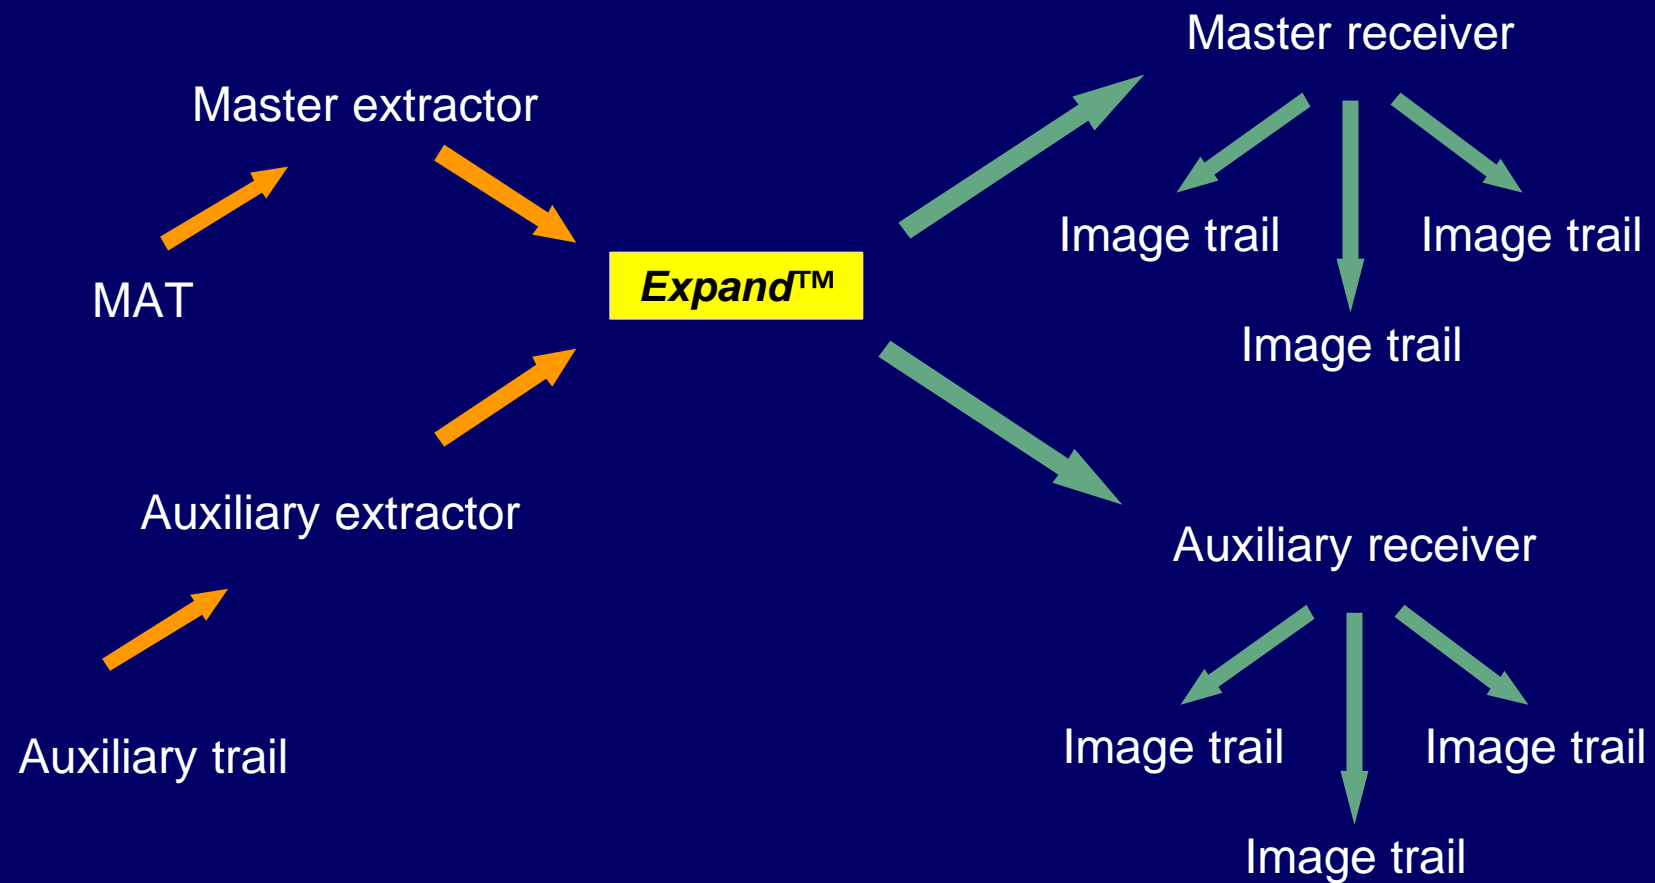 Master receiver
Master extractor
Image trail
Image trail
MAT
Expand™
Image trail
Auxiliary extractor
Auxiliary receiver
Auxiliary trail
Image trail
Image trail
Image trail